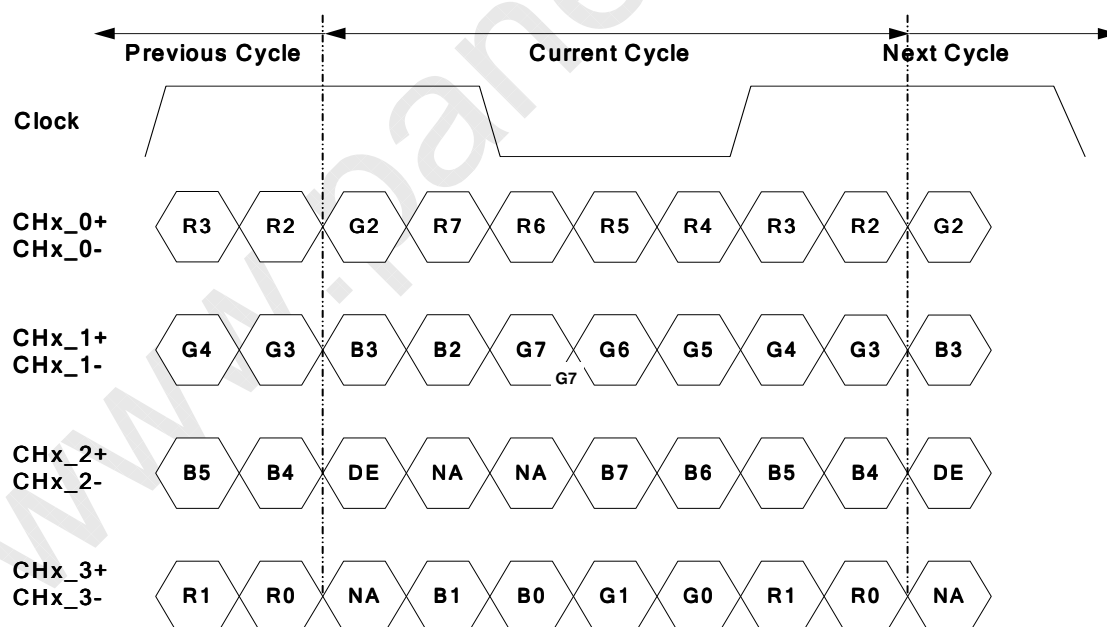 Previous Cycle Current Cycle Next Cycle
Clock
CHx_0+
CHx_0-
R3 R2 G2 R7 R6 R5 R4 R3 R2 G2
CHx_1+
CHx_1-
G4 G3 B3 B2 G7 G6 G5 G4 G3 B3
G7
CHx_2+
CHx_2-
B5 B4 DE NA NA B7 B6 B5 B4 DE
CHx_3+
CHx_3-
R1 R0 NA B1 B0 G1 G0 R1 R0 NA
www.pane